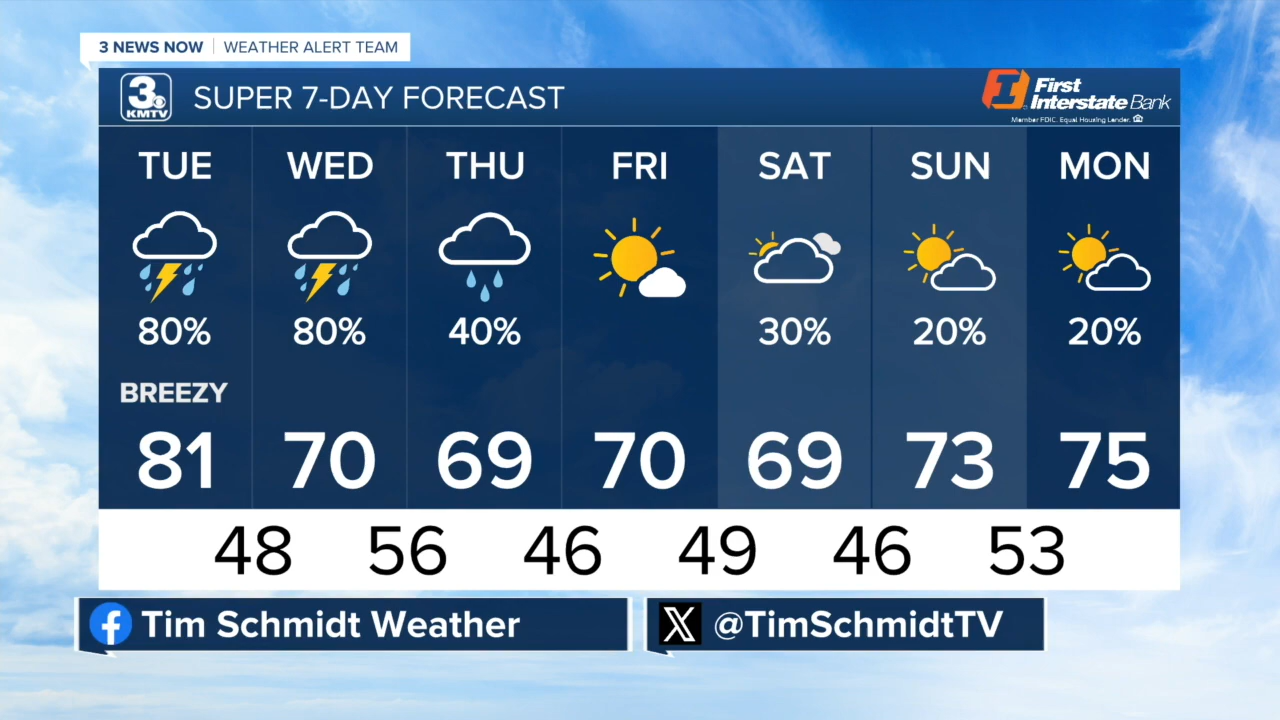 3 NEWS NOW | WEATHER ALERT TEAM
3 KMTV SUPER 7-DAY FORECAST
First
Interstate Bank
Member FDIC. Equal Housing Lender.
TUE WED THU FRI SAT SUN MON
80% 80% 40% 30% 20% 20%
BREEZY
81 70 69 70 69 73 75
48 56 46 49 46 53
Tim Schmidt Weather @TimSchmidtTV